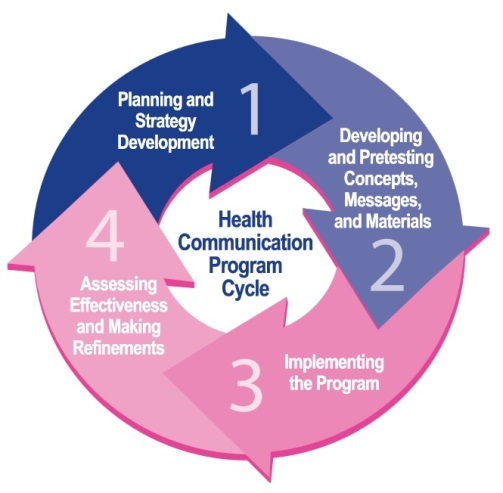 Health
Communication
Program
Cycle
1
Planning and
Strategy
Development
Developing
and Pretesting
Concepts,
Messages,
and Materials
2
Implementing
the Program
3
4
Assessing
Effectiveness
and Making
Refinements